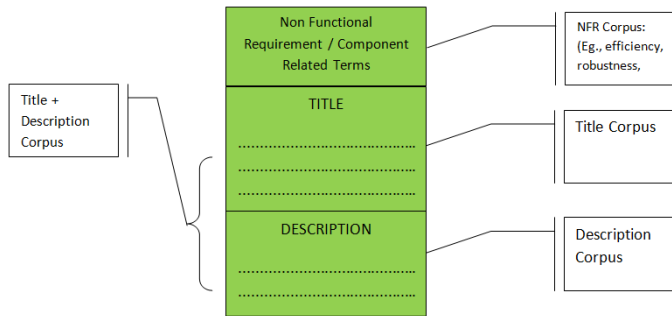 Non Functional
Requirement / Component
Related Terms
NFR Corpus:
(Eg., efficiency,
robustness,
Title +
Description
Corpus
TITLE
................................................
................................................
................................................
Title Corpus
DESCRIPTION
................................................
................................................
Description
Corpus